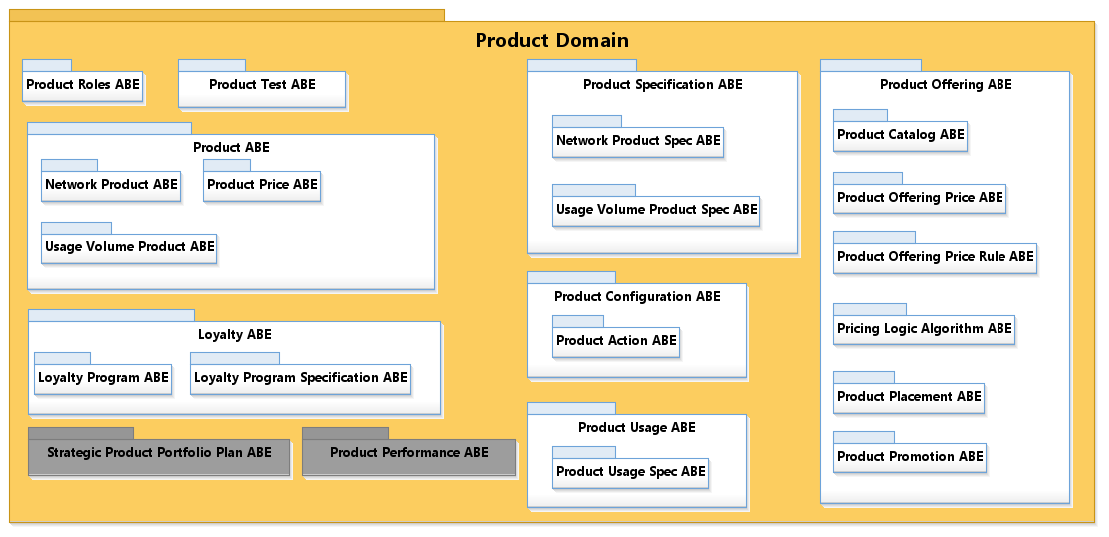 Product Domain
Product Roles ABE
Product Test ABE
Product ABE
Network Product ABE
Product Price ABE
Usage Volume Product ABE
Loyalty ABE
Loyalty Program ABE
Loyalty Program Specification ABE
Strategic Product Portfolio Plan ABE
Product Performance ABE
Product Specification ABE
Network Product Spec ABE
Usage Volume Product Spec ABE
Product Configuration ABE
Product Action ABE
Product Usage ABE
Product Usage Spec ABE
Product Offering ABE
Product Catalog ABE
Product Offering Price ABE
Product Offering Price Rule ABE
Pricing Logic Algorithm ABE
Product Placement ABE
Product Promotion ABE